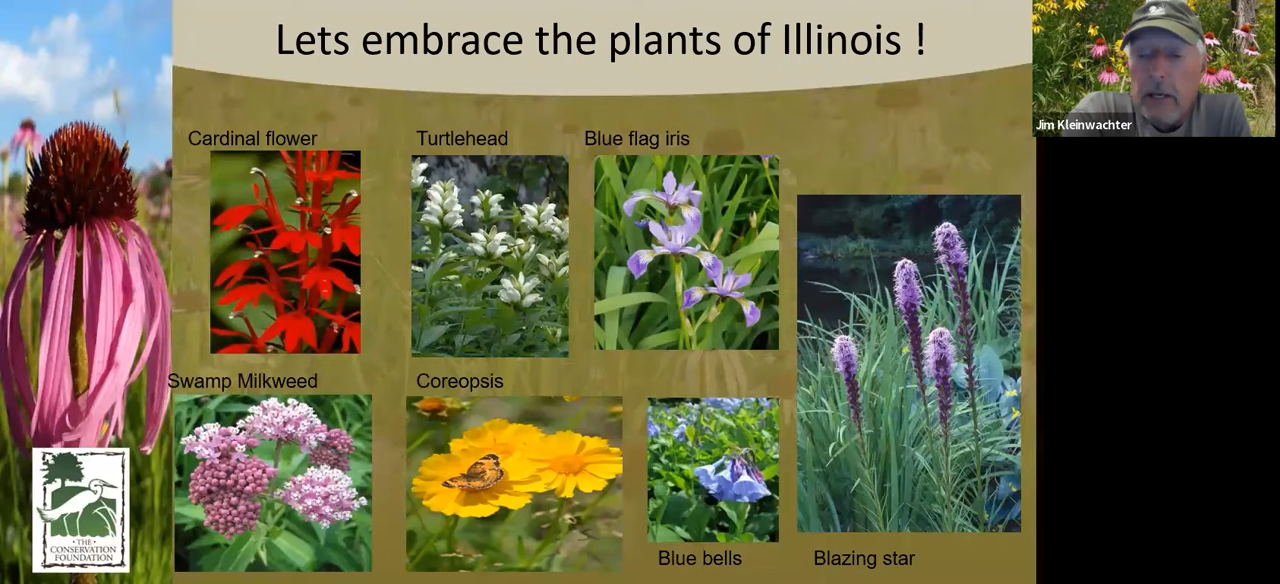 Lets embrace the plants of Illinois !
Jim Kleinwachter
Cardinal flower
Turtlehead
Blue flag iris
Swamp Milkweed
Coreopsis
Blue bells
Blazing star
· THE ·
CONSERVATION
FOUNDATION